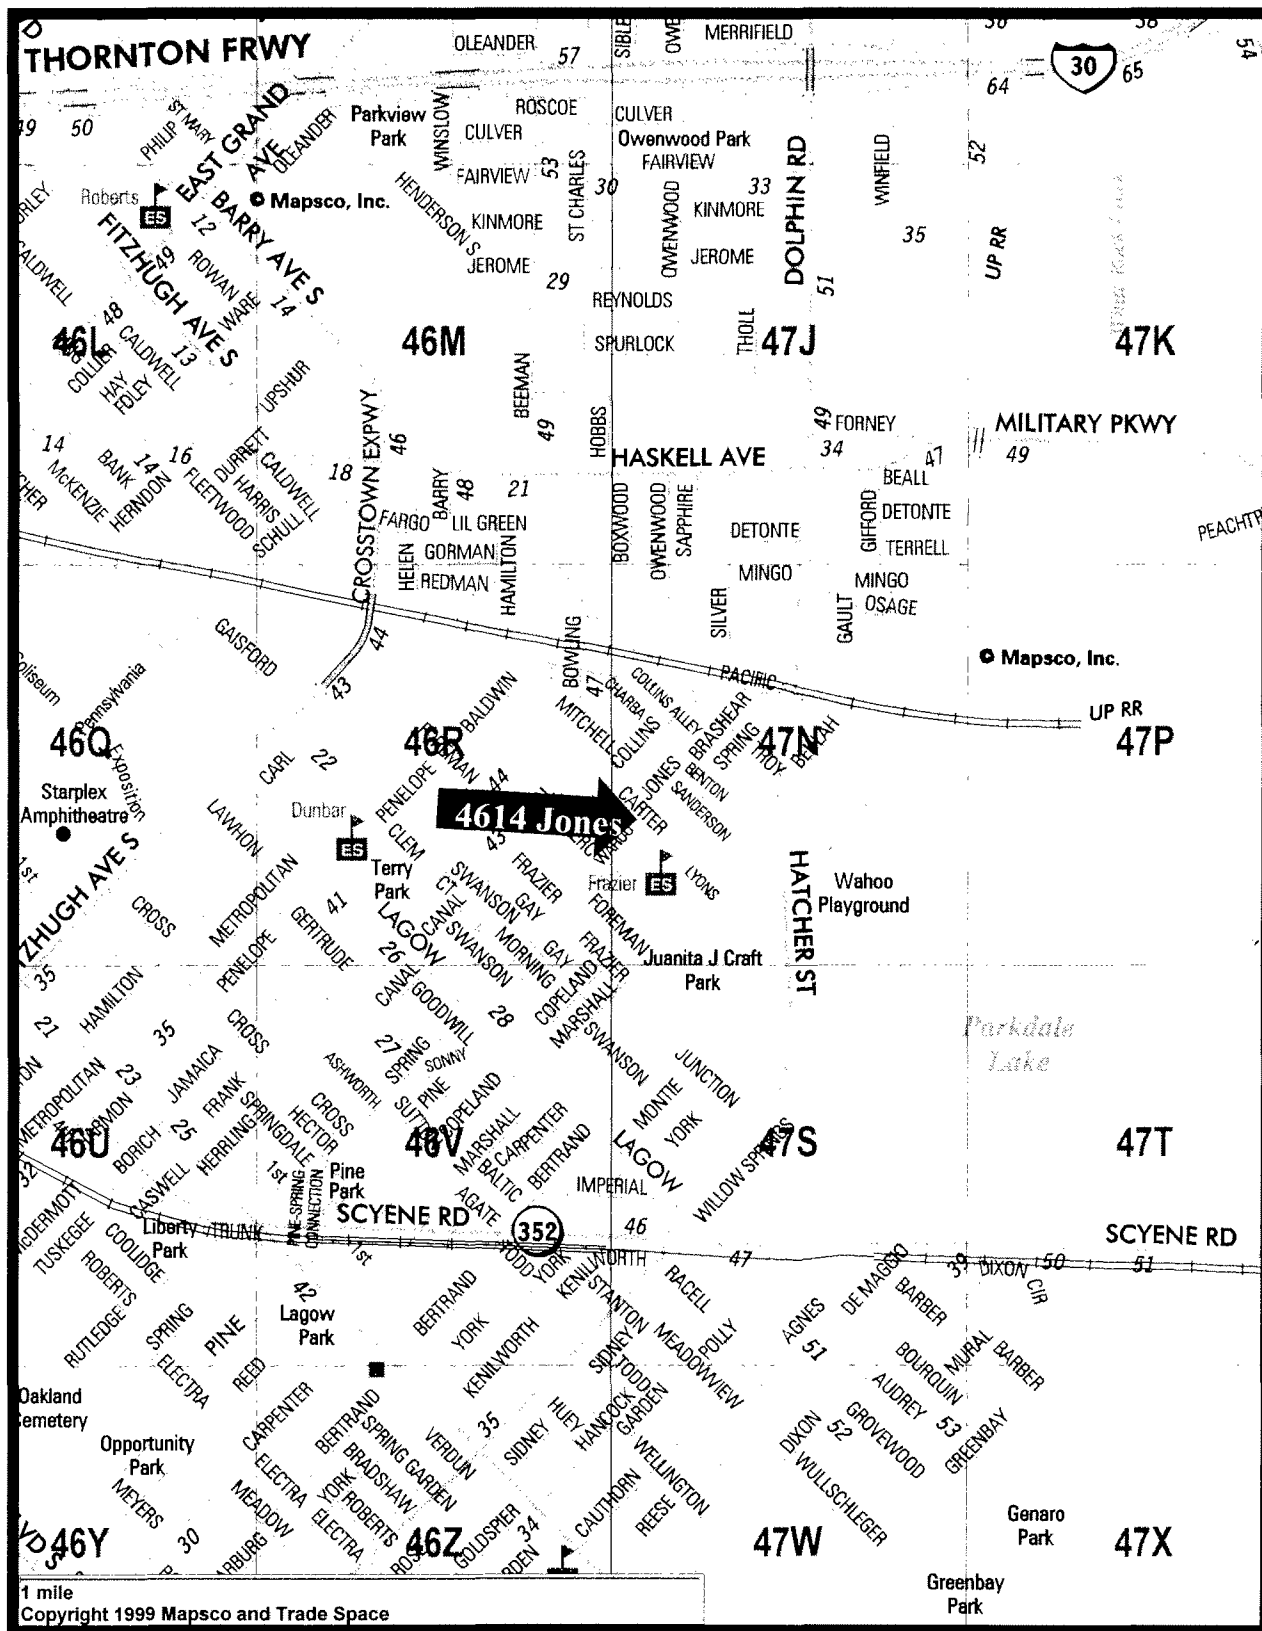 THORNTON FRWY
OLEANDER
57
MERRIFIELD
30
64
65
54
49
50
ST MARY
PHILIP
EAST GRAND
AVE
OLEANDER
Parkview
Park
WINSLOW
ROSCOE
CULVER
CULVER
Owenwood Park
FAIRVIEW
FAIRVIEW
53
DOLPHIN RD
WINFIELD
52
Roberts
ES
Mapsco, Inc.
BARRY AVE S
12
HENDERSON S
KINMORE
ST CHARLES
30
OWENWOOD
33
KINMORE
35
UP RR
FITZHUGH AVE S
49
ROWAN
WARE
14
JEROME
29
JEROME
51
CALDWELL
48
REYNOLDS
SPURLOCK
THOLL
46L
46M
47J
47K
COLLIER
HAY
FOLEY
CALDWELL
13
UPSHUR
CROSSTOWN EXPWY
46
BEEMAN
49
HOBBS
HASKELL AVE
49
FORNEY
34
47
MILITARY PKWY
49
14
McKENZIE
BANK
14
HERNDON
16
FLEETWOOD
DURRETT
HARRIS
CALDWELL
SCHULL
18
BARRY
48
21
FARGO
LIL GREEN
HELEN
GORMAN
REDMAN
HAMILTON
BOXWOOD
OWENWOOD
SAPPHIRE
DETONTE
MINGO
SILVER
BEALL
GIFFORD
DETONTE
TERRELL
MINGO
OSAGE
GAULT
GAISFORD
44
43
BOWLING
47
PACIFIC
Mapsco, Inc.
UP RR
Coliseum
Pennsylvania
Exposition
46Q
46R
47N
47P
BALDWIN
MITCHELL
CHARBA S
COLLINS
COLLINS ALLEY
BRASHEAR
SPRING
TROY
BEULAH
CARL
22
PENELOPE
44
JONES
BENTON
SANDERSON
CARTER
4614 Jones
Starplex
Amphitheatre
1st
LAWHON
Dunbar
ES
Terry
Park
CLEM
43
FRAZIER
GAY
Frazier
ES
LYONS
HATCHER ST
Wahoo
Playground
CROSS
METROPOLITAN
GERTRUDE
41
PENELOPE
LAGOW
26
CT
CANAL
SWANSON
SWANSON
MORNING
GAY
FOREMAN
FRAZIER
Juanita J Craft
Park
35
21
HAMILTON
CANAL
GOODWILL
28
COPELAND
MARSHALL
SWANSON
Parkdale
Lake
35
CROSS
27
SPRING
SONNY
PINE
JUNCTION
MONTIE
YORK
METROPOLITAN
23
JAMAICA
FRANK
SPRINGDALE
ASHWORTH
CROSS
HECTOR
COPELAND
MARSHALL
CARPENTER
BERTRAND
BALTIC
LAGOW
WILLOW SPRINGS
46U
46V
47S
47T
BORICH
25
HERRLING
CASWELL
1st
Pine
Park
PINE-SPRING
CONNECTION
AGATE
IMPERIAL
32
McDERMOTT
TUSKEGEE
COOLIDGE
ROBERTS
Liberty
Park
TRUNK
SCYENE RD
352
46
SCYENE RD
1st
TODD
YORK
KENILWORTH
47
DE MAGGIO
39
DIXON
CIR
50
51
RUTLEDGE
SPRING
PINE
42
Lagow
Park
BERTRAND
YORK
KENILWORTH
STANTON
RACELL
POLLY
MEADOWVIEW
AGNES
51
BARBER
BOURQUIN
MURAL
BARBER
ELECTRA
REED
SIDNEY
TODD
AUDREY
53
Oakland
Cemetery
Opportunity
Park
CARPENTER
BERTRAND
SPRING GARDEN
VERDUN
35
SIDNEY
HUEY
HANCOCK
GARDEN
WELLINGTON
DIXON
52
GROVEWOOD
GREENBAY
WULLSCHLEGER
MEYERS
ELECTRA
MEADOW
YORK
BRADSHAW
ROBERTS
ELECTRA
GOLDSPIER
34
CAUTHORN
REESE
Genaro
Park
30
46Y
46Z
47W
47X
Greenbay
Park
1 mile
Copyright 1999 Mapsco and Trade Space